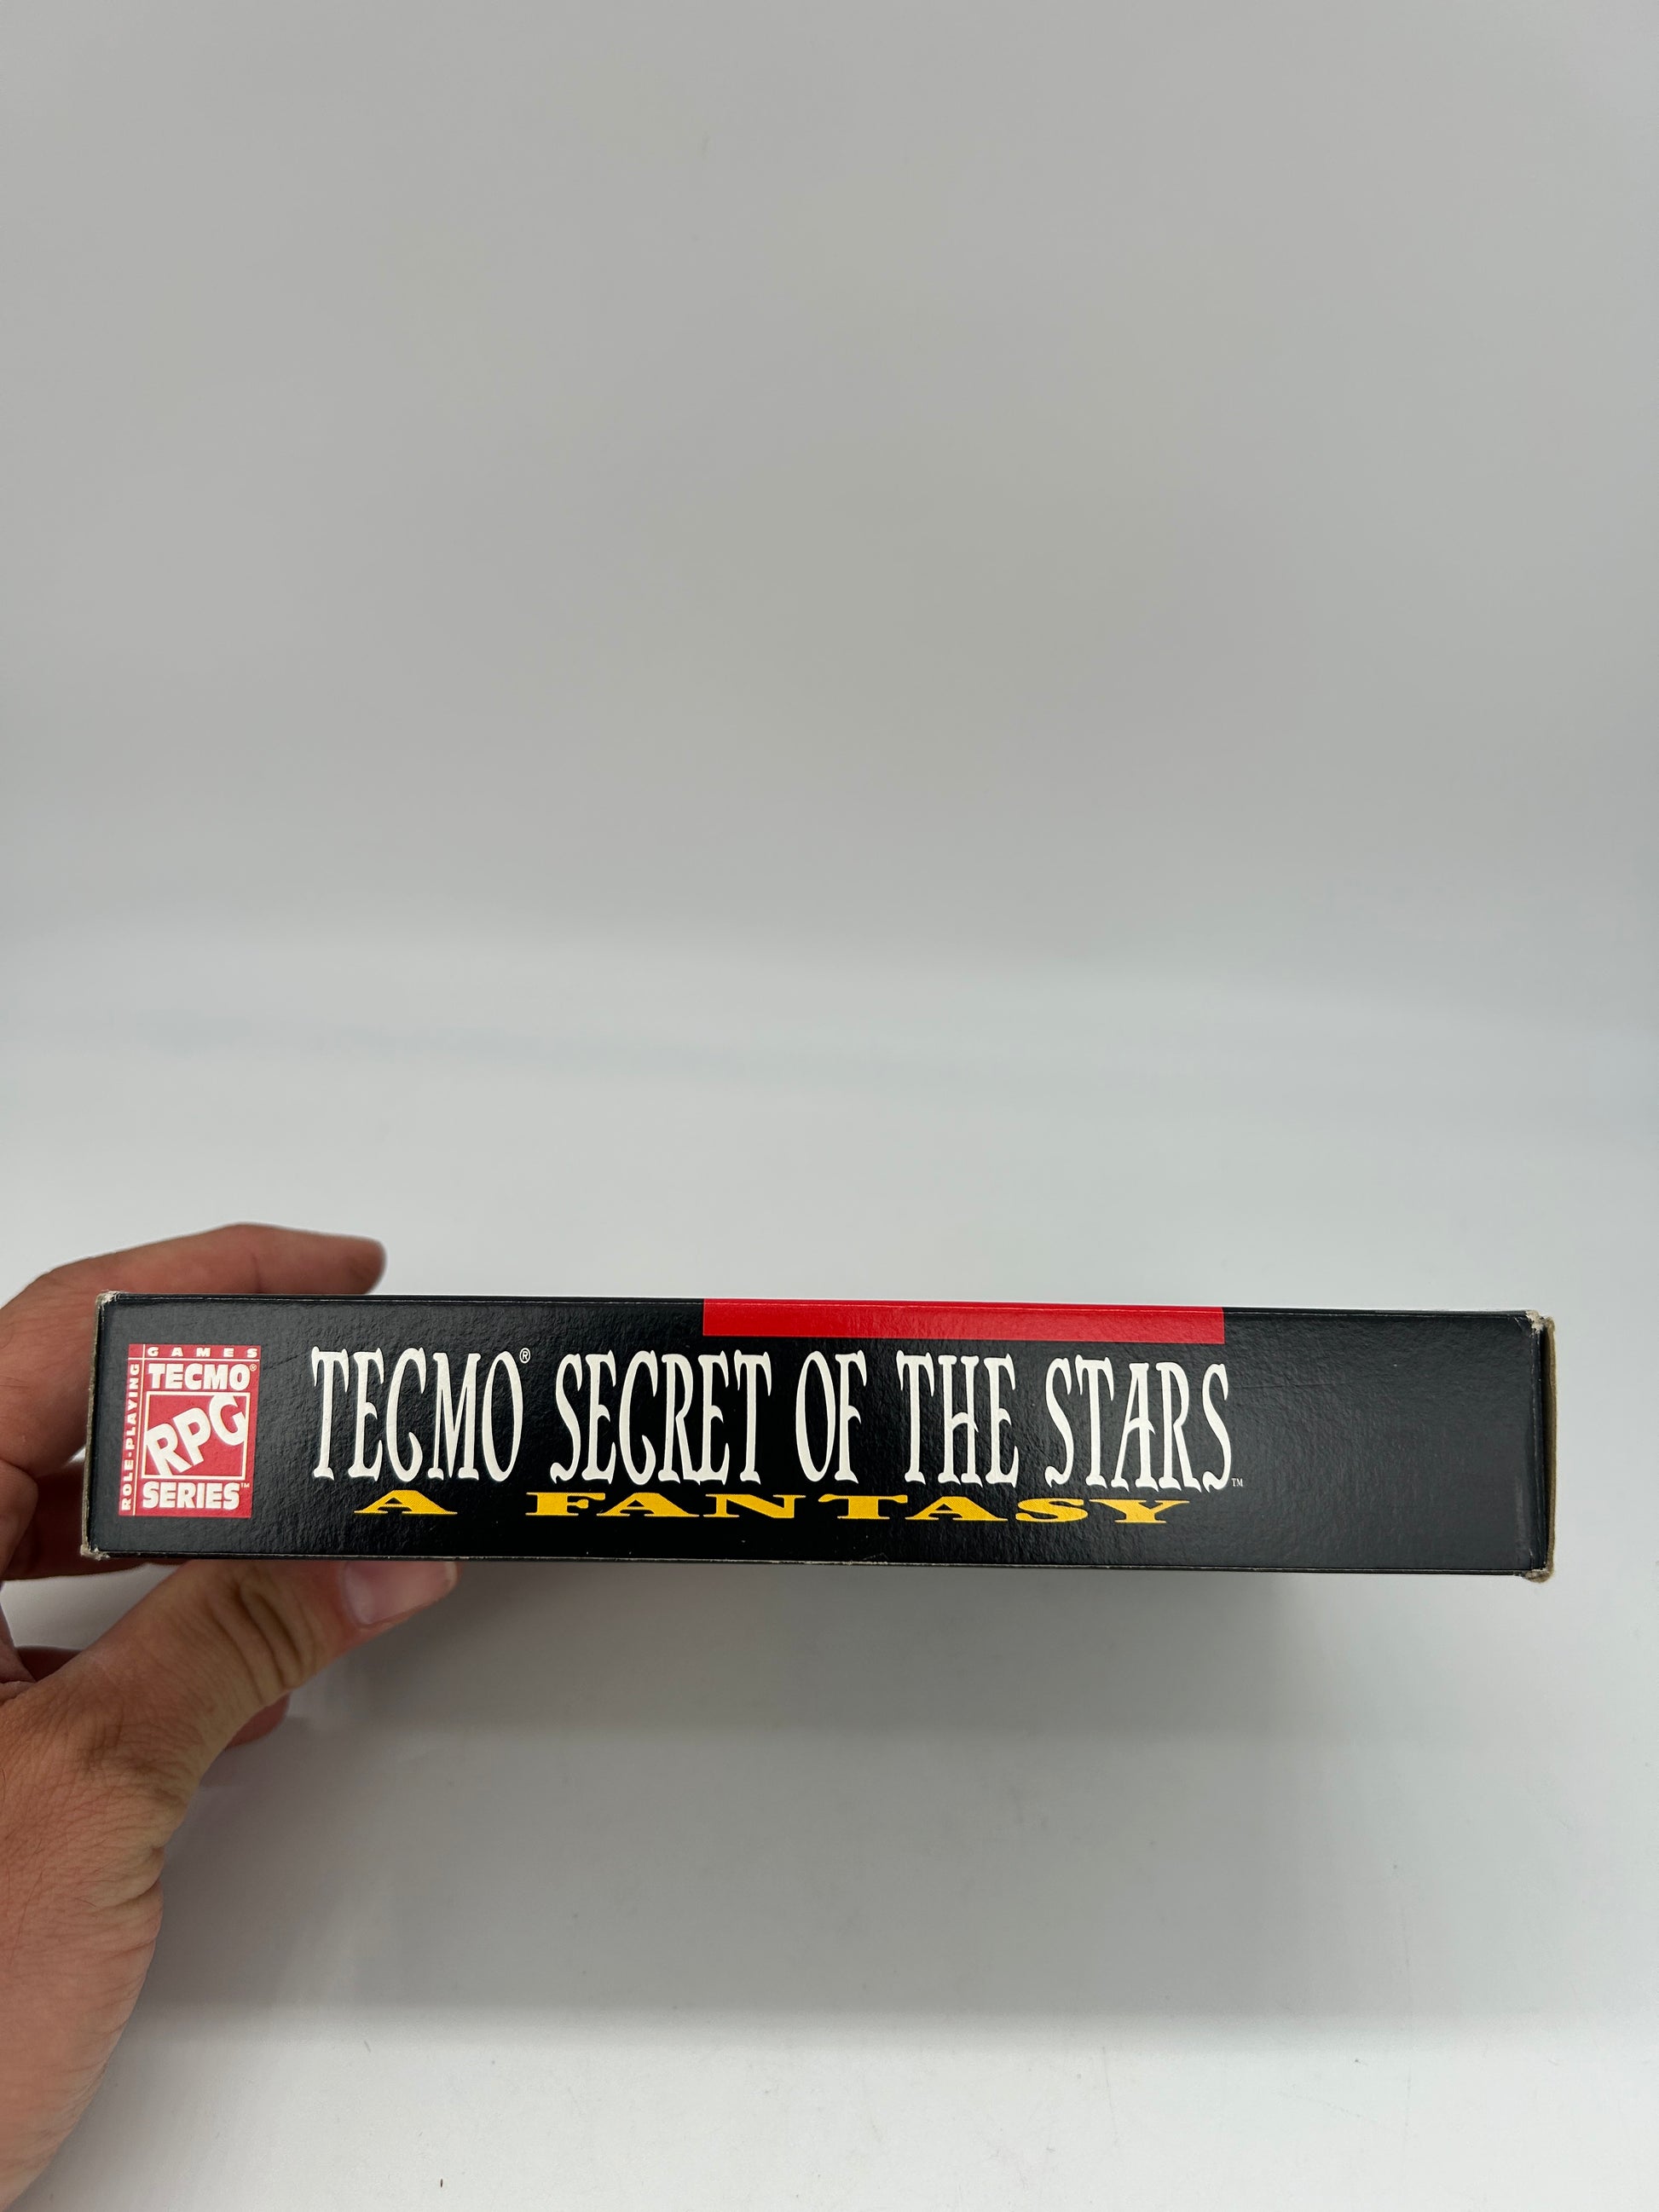 ROLE-PLAYING
GAMES
TECMO®
RPG
SERIES™
TECMO® SECRET OF THE STARS™
A FANTASY